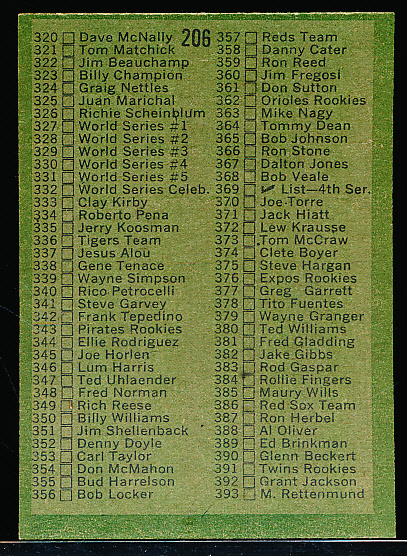 206
320 Dave McNally
321 Tom Matchick
322 Jim Beauchamp
323 Billy Champion
324 Graig Nettles
325 Juan Marichal
326 Richie Scheinblum
327 World Series #1
328 World Series #2
329 World Series #3
330 World Series #4
331 World Series #5
332 World Series Celeb.
333 Clay Kirby
334 Roberto Pena
335 Jerry Koosman
336 Tigers Team
337 Jesus Alou
338 Gene Tenace
339 Wayne Simpson
340 Rico Petrocelli
341 Steve Garvey
342 Frank Tepedino
343 Pirates Rookies
344 Ellie Rodriguez
345 Joe Horlen
346 Lum Harris
347 Ted Uhlaender
348 Fred Norman
349 Rich Reese
350 Billy Williams
351 Jim Shellenback
352 Denny Doyle
353 Carl Taylor
354 Don McMahon
355 Bud Harrelson
356 Bob Locker
357 Reds Team
358 Danny Cater
359 Ron Reed
360 Jim Fregosi
361 Don Sutton
362 Orioles Rookies
363 Mike Nagy
364 Tommy Dean
365 Bob Johnson
366 Ron Stone
367 Dalton Jones
368 Bob Veale
369 ✓ List—4th Ser.
370 Joe Torre
371 Jack Hiatt
372 Lew Krausse
373 Tom McCraw
374 Clete Boyer
375 Steve Hargan
376 Expos Rookies
377 Greg Garrett
378 Tito Fuentes
379 Wayne Granger
380 Ted Williams
381 Fred Gladding
382 Jake Gibbs
383 Rod Gaspar
384 Rollie Fingers
385 Maury Wills
386 Red Sox Team
387 Ron Herbel
388 Al Oliver
389 Ed Brinkman
390 Glenn Beckert
391 Twins Rookies
392 Grant Jackson
393 M. Rettenmund